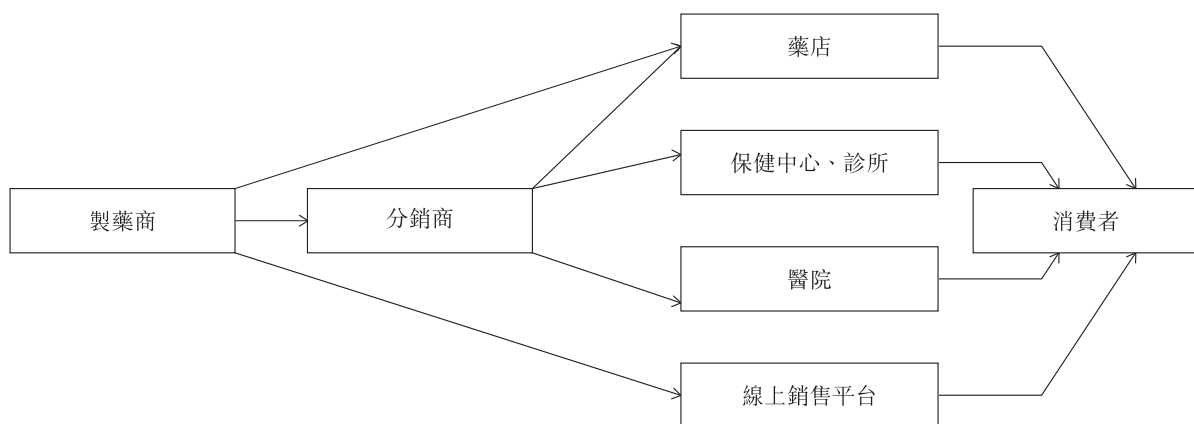 藥店
保健中心、診所
製藥商
分銷商
消費者
醫院
線上銷售平台